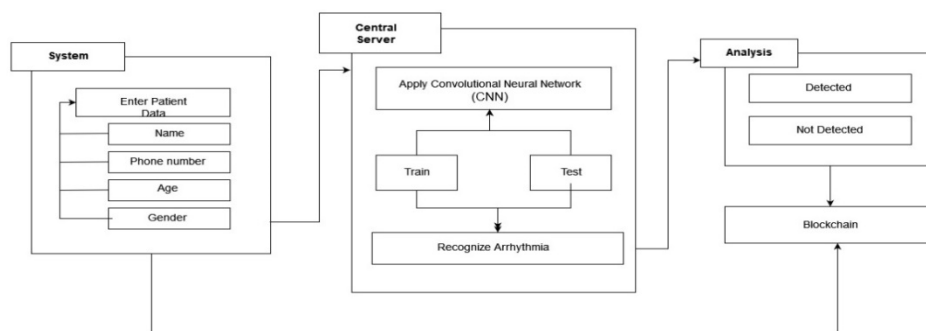 System
Enter Patient
Data
Name
Phone number
Age
Gender
Central
Server
Apply Convolutional Neural Network
(CNN)
Train
Test
Recognize Arrhythmia
Analysis
Detected
Not Detected
Blockchain